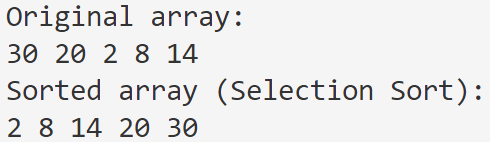 Original array:
30 20 2 8 14
Sorted array (Selection Sort):
2 8 14 20 30